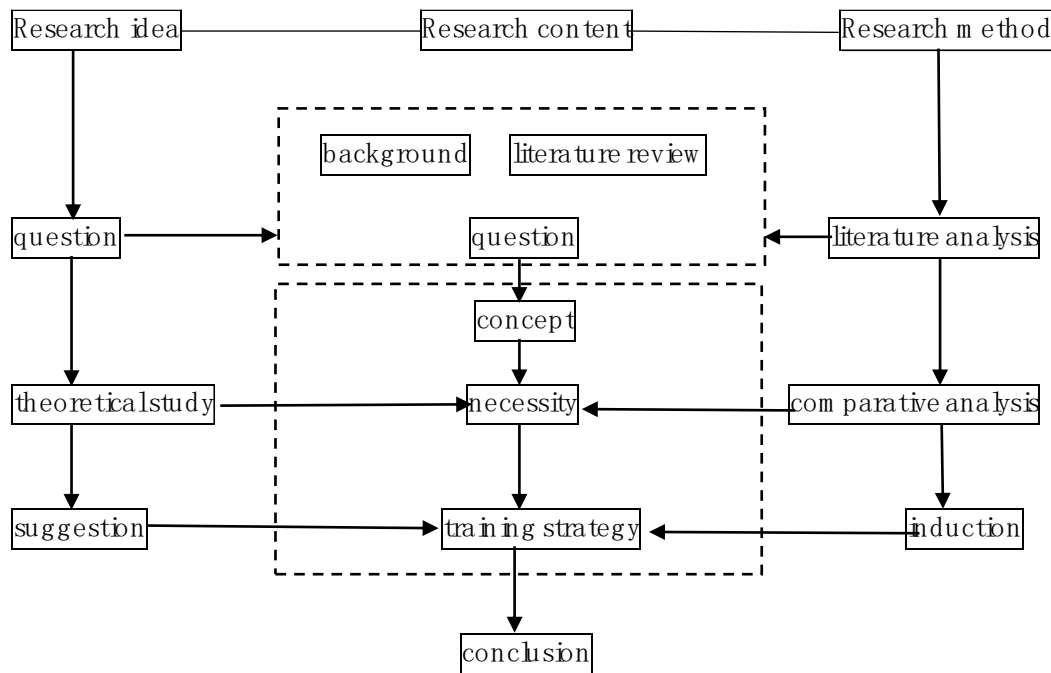 Research idea
Research content
Research method
background
literature review
question
question
literature analysis
concept
theoretical study
necessity
comparative analysis
suggestion
training strategy
induction
conclusion